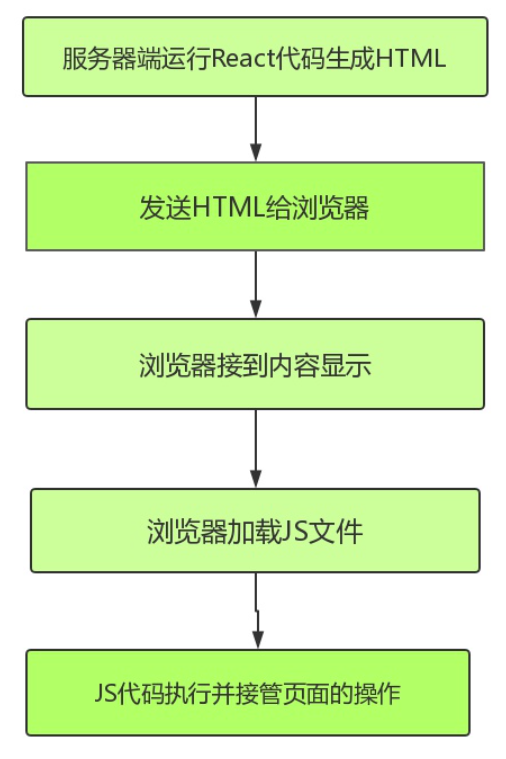 服务器端运行React代码生成HTML
发送HTML给浏览器
浏览器接到内容显示
浏览器加载JS文件
JS代码执行并接管页面的操作